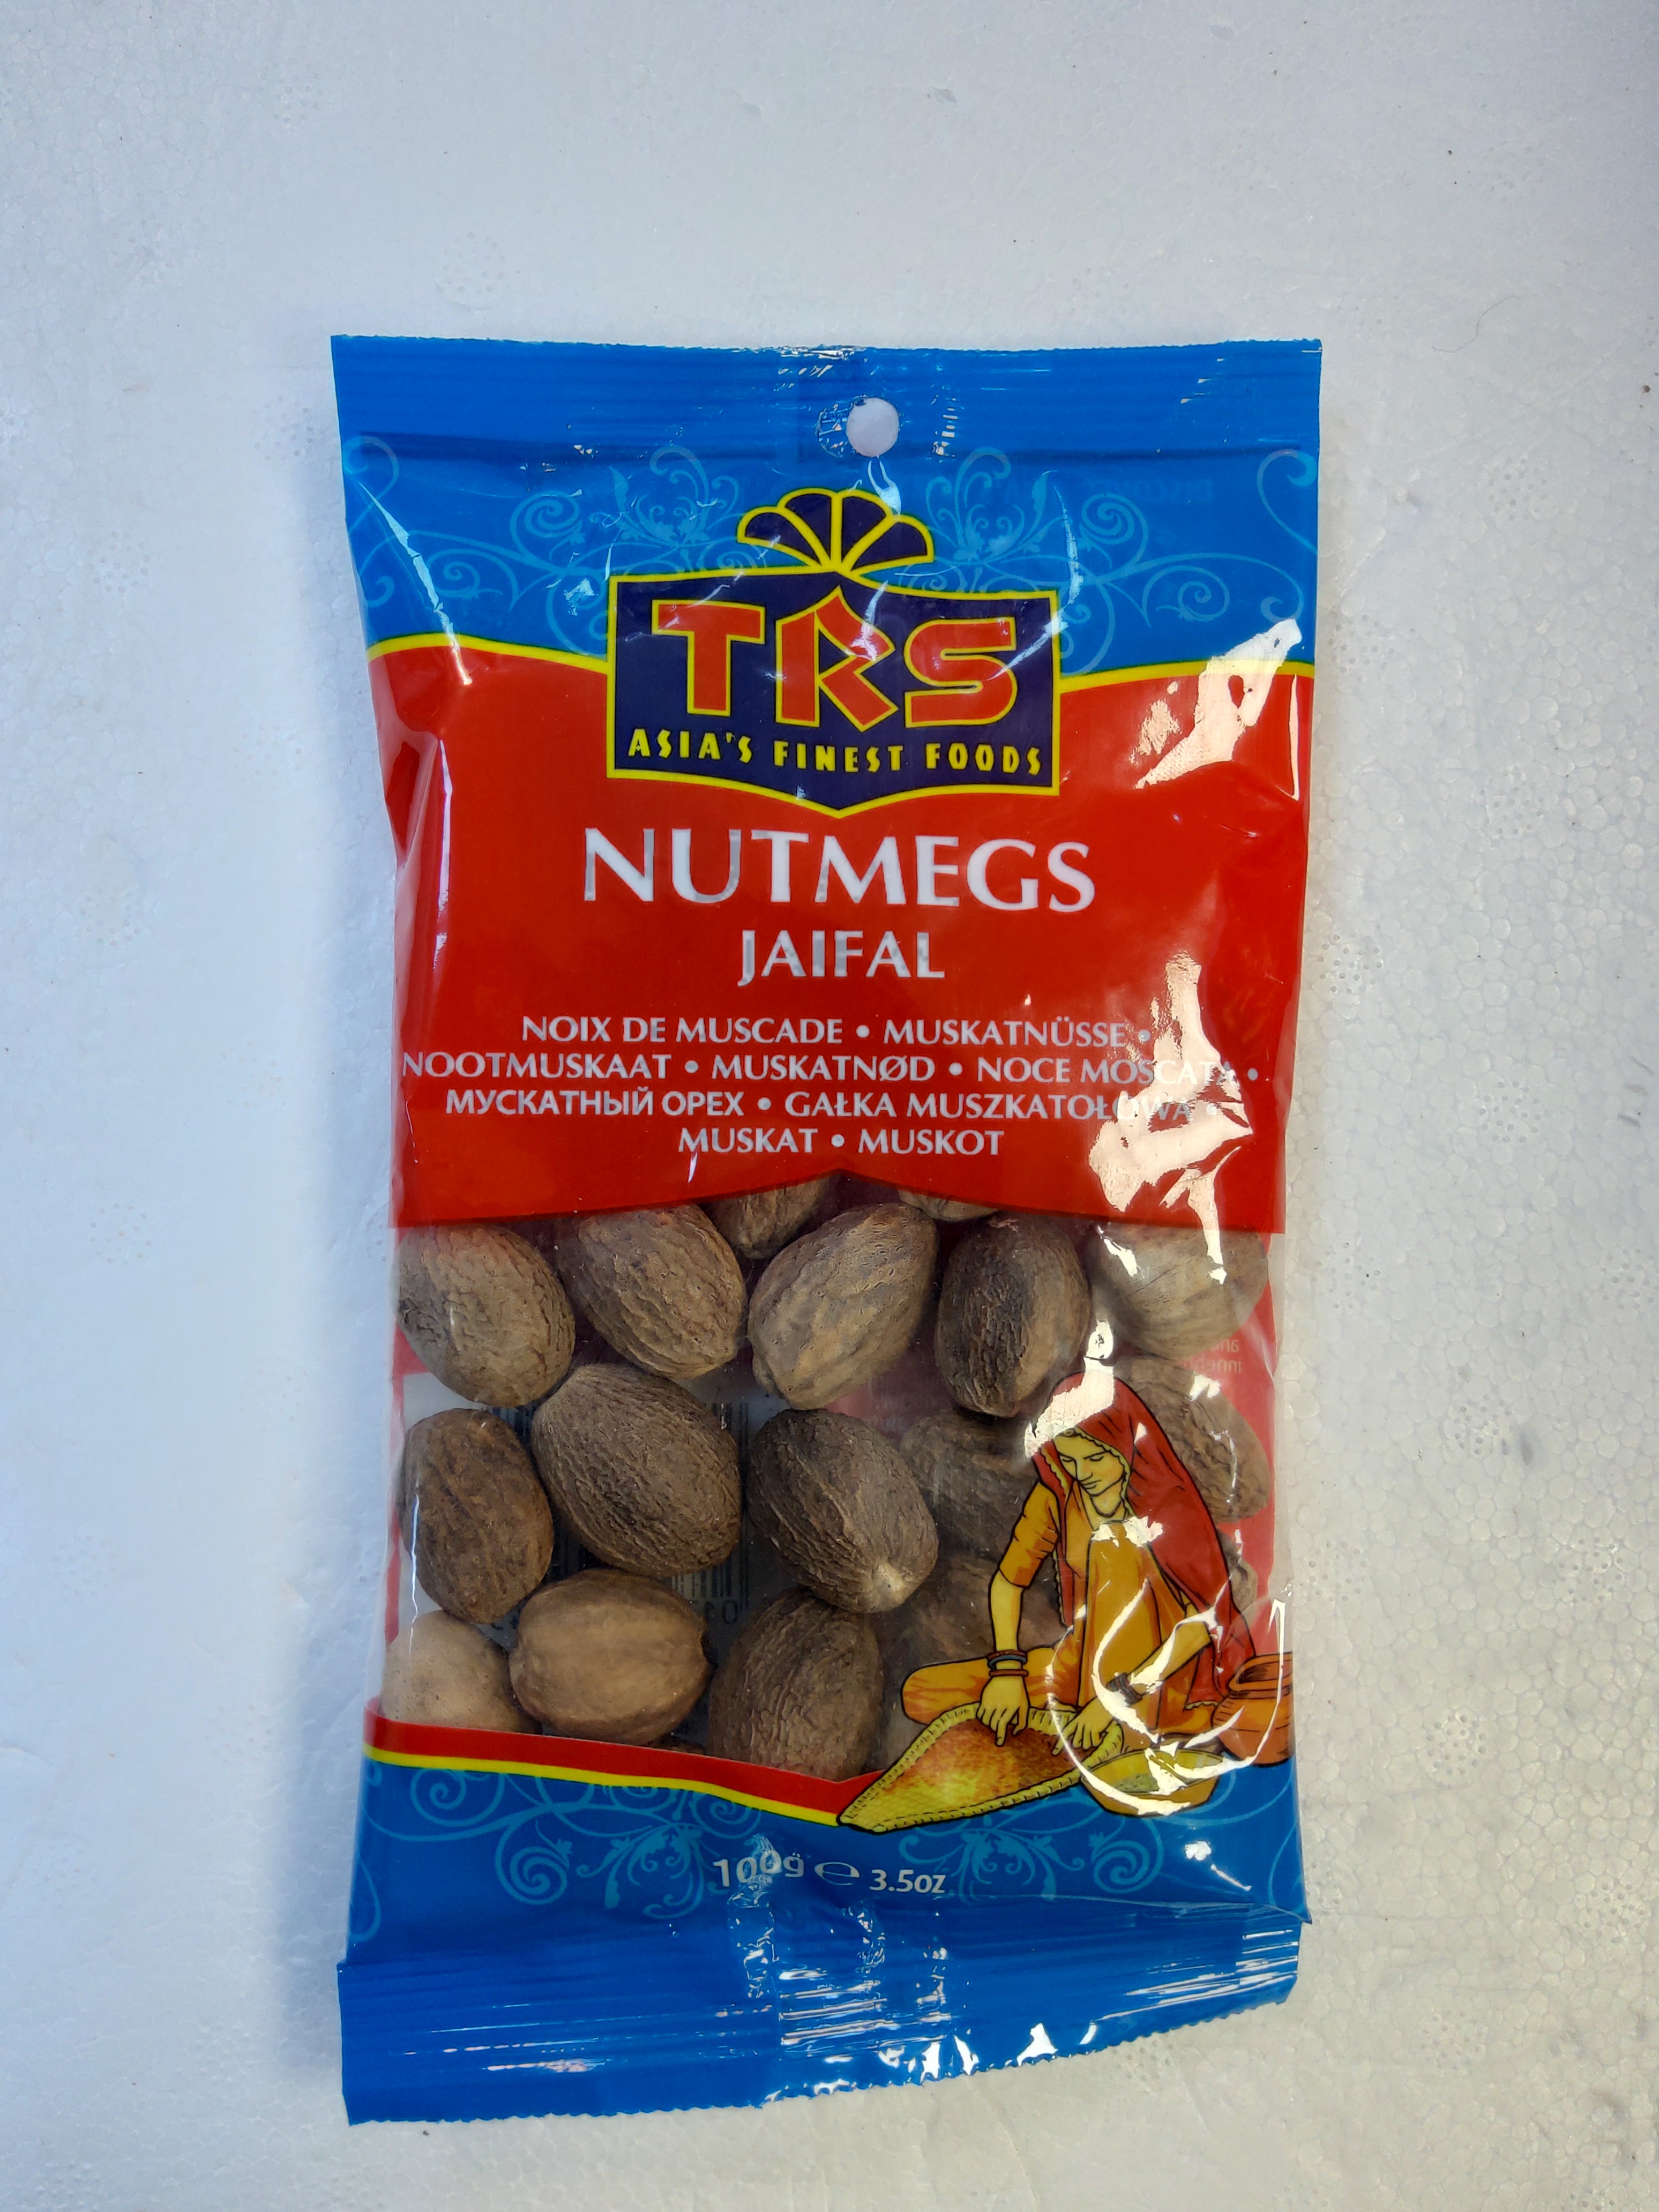 TRS
ASIA'S FINEST FOODS
NUTMEGS
JAIFAL
NOIX DE MUSCADE • MUSKATNÜSSE •
NOOTMUSKAAT • MUSKATNØD • NOCE MOSCATA •
МУСКАТНЫЙ ОРЕХ • GAŁKA MUSZKATOŁOWA •
MUSKAT • MUSKOT
100g ℮ 3.5oz